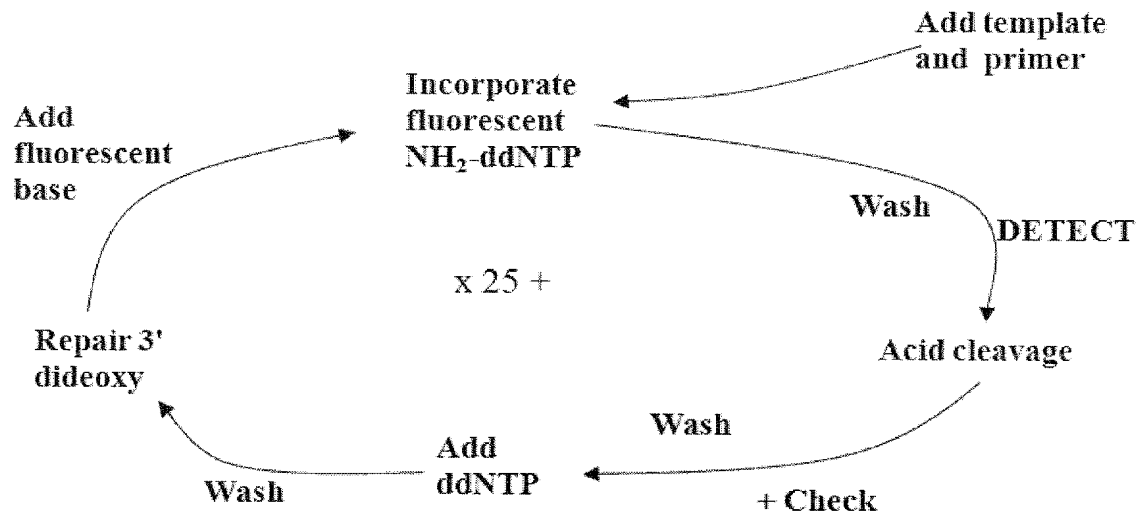 Add template
and primer
Incorporate
fluorescent
NH₂-ddNTP
Add
fluorescent
base
Wash
DETECT
x 25 +
Repair 3'
dideoxy
Acid cleavage
Wash
Add
ddNTP
Wash
+ Check